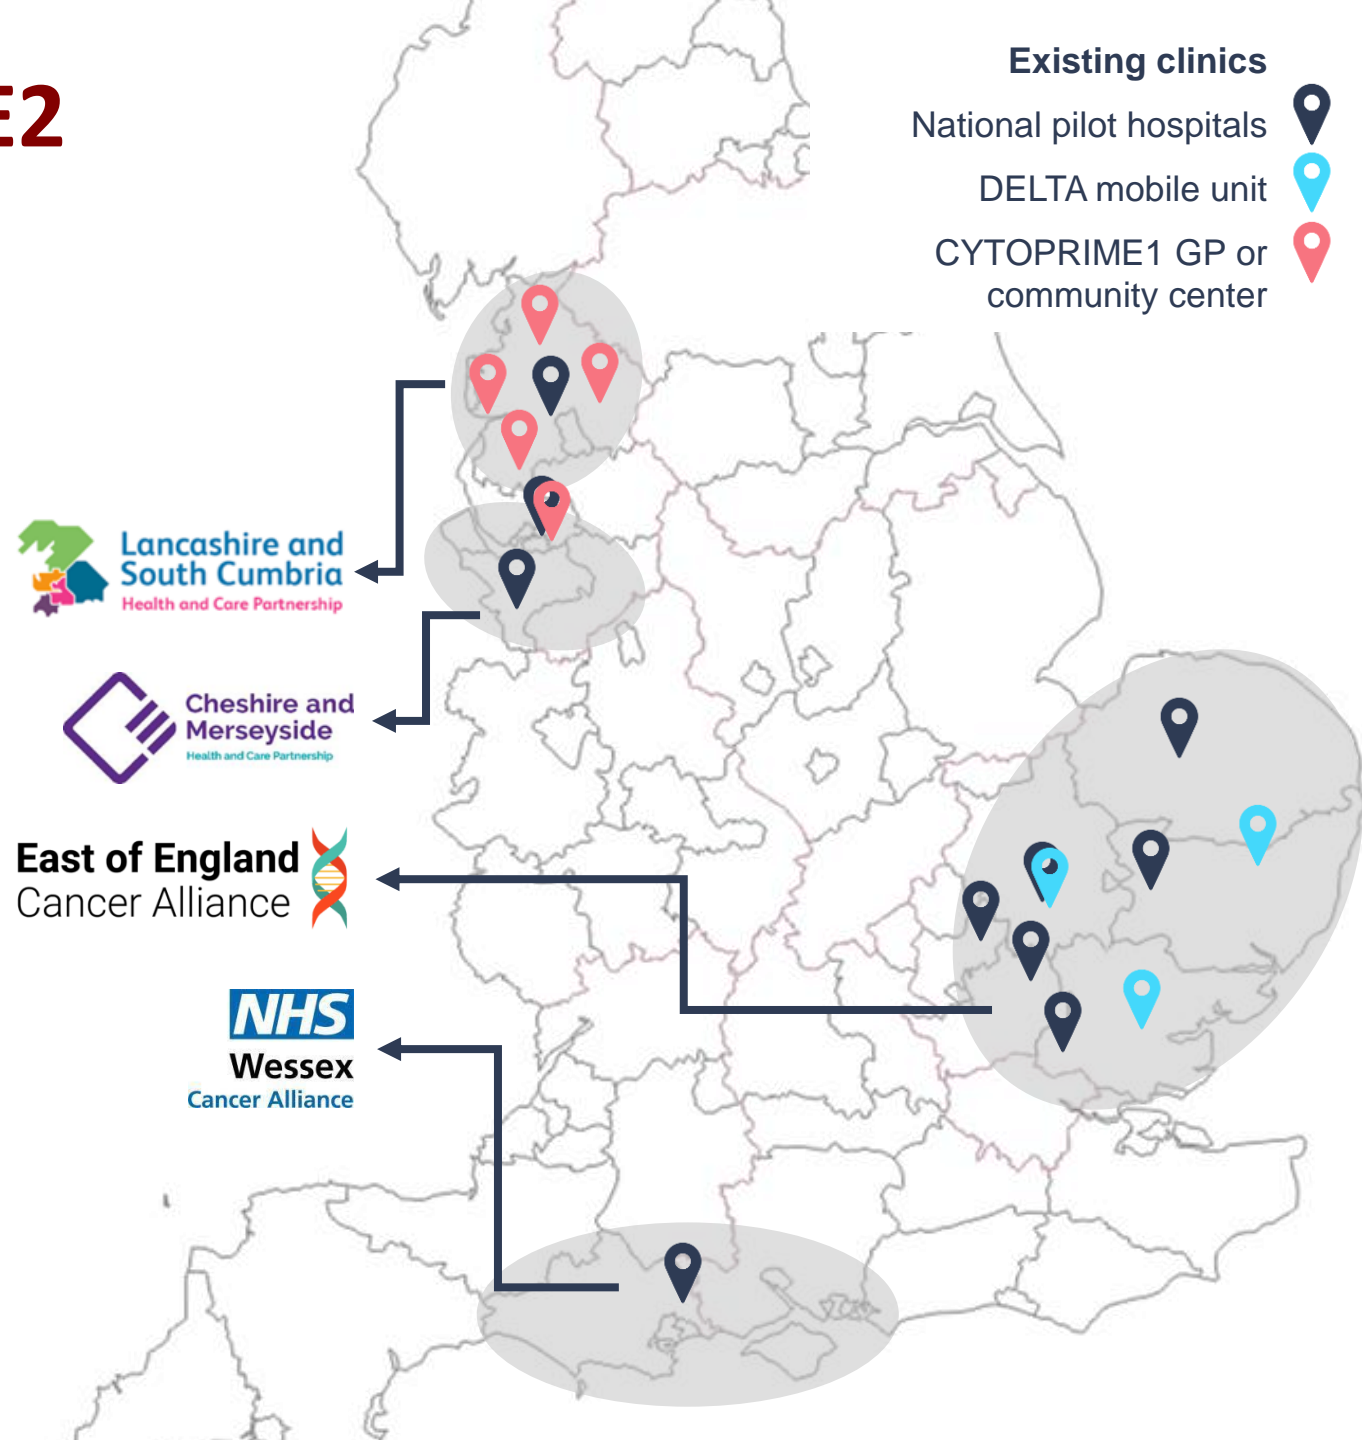 E2
Existing clinics
National pilot hospitals
DELTA mobile unit
CYTOPRIME1 GP or
community center
Lancashire and
South Cumbria
Health and Care Partnership
Cheshire and
Merseyside
Health and Care Partnership
East of England
Cancer Alliance
NHS
Wessex
Cancer Alliance